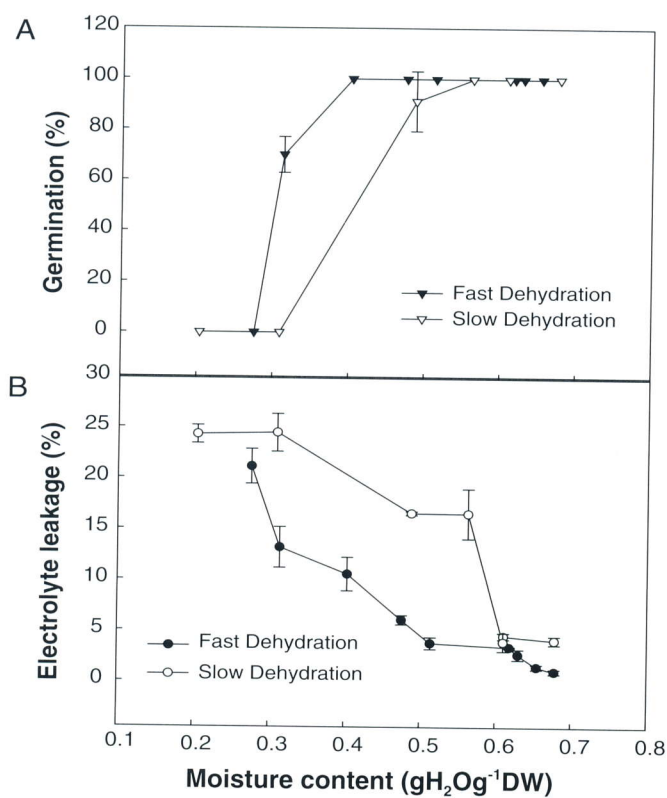 A
120
100
80
60
40
20
0
Germination (%)
Fast Dehydration
Slow Dehydration
B
30
25
20
15
10
5
0
Electrolyte leakage (%)
Fast Dehydration
Slow Dehydration
0.1 0.2 0.3 0.4 0.5 0.6 0.7 0.8
Moisture content (gH₂Og⁻¹DW)